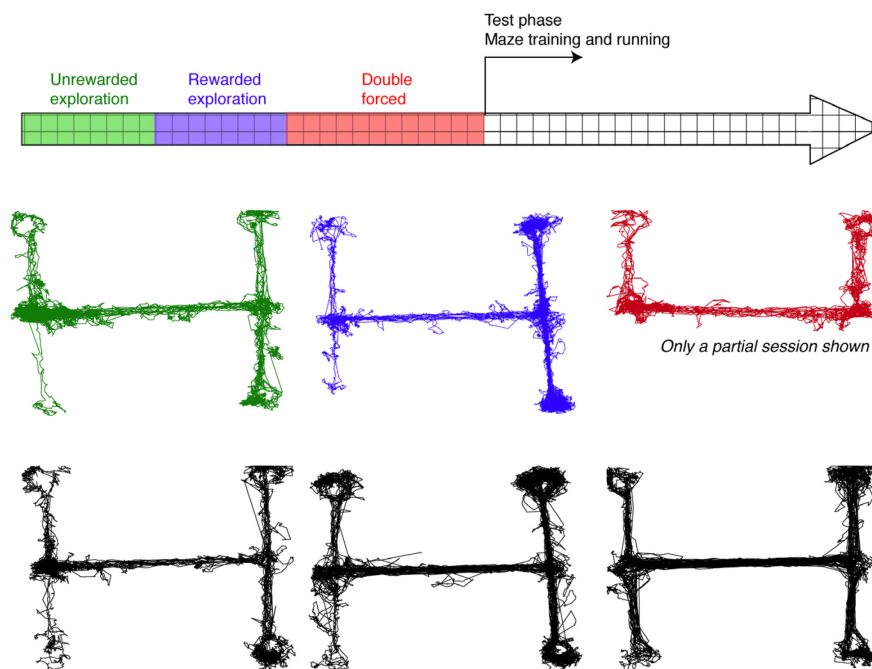 Test phase
Maze training and running
Unrewarded
exploration
Rewarded
exploration
Double
forced
Only a partial session shown